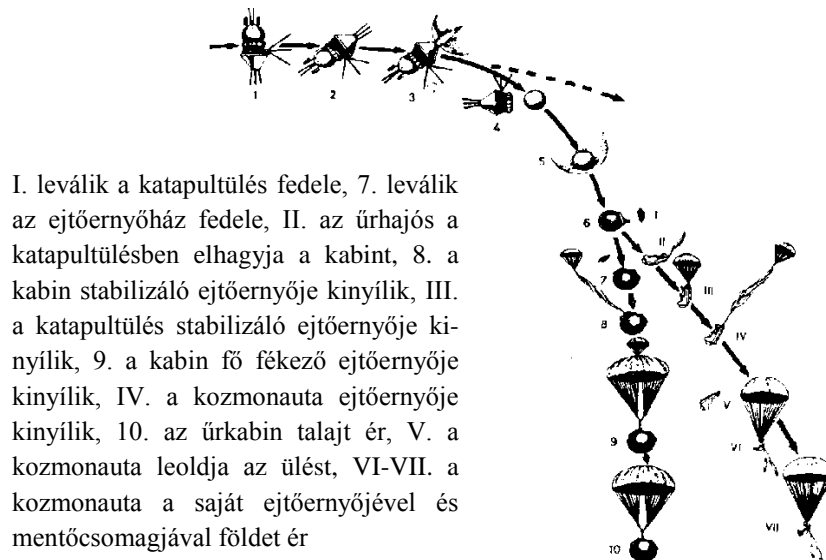 1
2
3
4
5
6
I
II
7
III
8
IV
V
9
VI
VII
10
I. leválik a katapultülés fedele, 7. leválik
az ejtőernyőház fedele, II. az űrhajós a
katapultülésben elhagyja a kabint, 8. a
kabin stabilizáló ejtőernyője kinyílik, III.
a katapultülés stabilizáló ejtőernyője ki-
nyílik, 9. a kabin fő fékező ejtőernyője
kinyílik, IV. a kozmonauta ejtőernyője
kinyílik, 10. az űrkabin talajt ér, V. a
kozmonauta leoldja az ülést, VI-VII. a
kozmonauta a saját ejtőernyőjével és
mentőcsomagjával földet ér